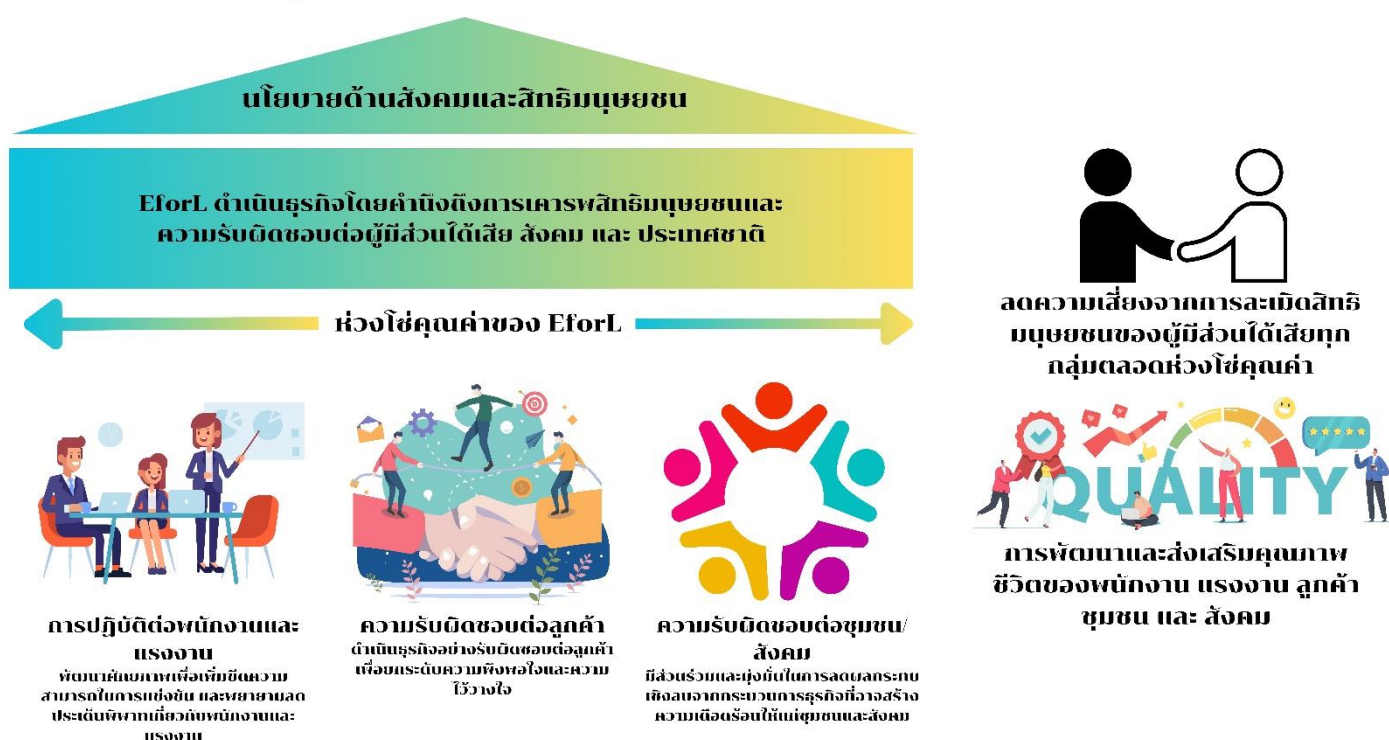 นโยบายด้านสังคมและสิทธิมนุษยชน
EforL ดำเนินธุรกิจโดยคำนึงถึงการเคารพสิทธิมนุษยชนและ
ความรับผิดชอบต่อผู้มีส่วนได้เสีย สังคม และ ประเทศชาติ
ห่วงโซ่คุณค่าของ EforL
การปฏิบัติต่อพนักงานและ
แรงงาน
พัฒนาศักยภาพเพื่อเพิ่มขีดความ
สามารถในการแข่งขัน และพยายามลด
ประเด็นพิพาทเกี่ยวกับพนักงานและ
แรงงาน
ความรับผิดชอบต่อลูกค้า
ดำเนินธุรกิจอย่างรับผิดชอบต่อลูกค้า
เพื่อยกระดับความพึงพอใจและความ
ไว้วางใจ
ความรับผิดชอบต่อชุมชน/
สังคม
มีส่วนร่วมและมุ่งมั่นในการลดผลกระทบ
เชิงลบจากกระบวนการธุรกิจที่อาจสร้าง
ความเดือดร้อนให้แก่ชุมชนและสังคม
ลดความเสี่ยงจากการละเมิดสิทธิ
มนุษยชนของผู้มีส่วนได้เสียทุก
กลุ่มตลอดห่วงโซ่คุณค่า
QUALITY
การพัฒนาและส่งเสริมคุณภาพ
ชีวิตของพนักงาน แรงงาน ลูกค้า
ชุมชน และ สังคม